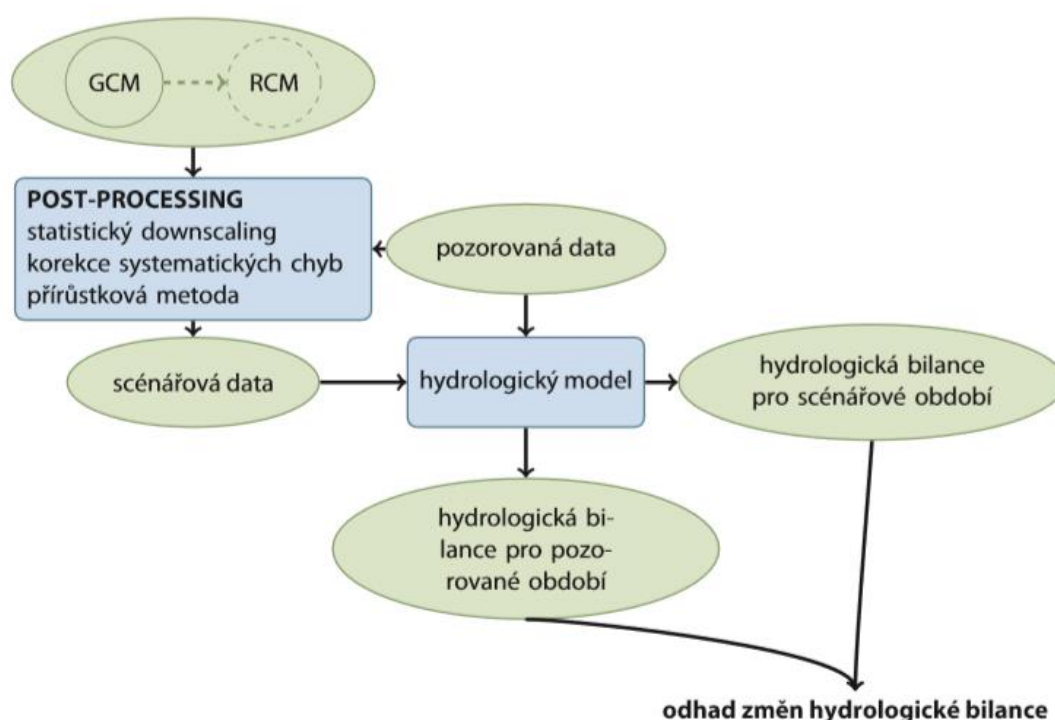 GCM
RCM
POST-PROCESSING
statistický downscaling
korekce systematických chyb
přírůstková metoda
pozorovaná data
scénářová data
hydrologický model
hydrologická bilance
pro scénářové období
hydrologická bi-
lance pro pozo-
rované období
odhad změn hydrologické bilance